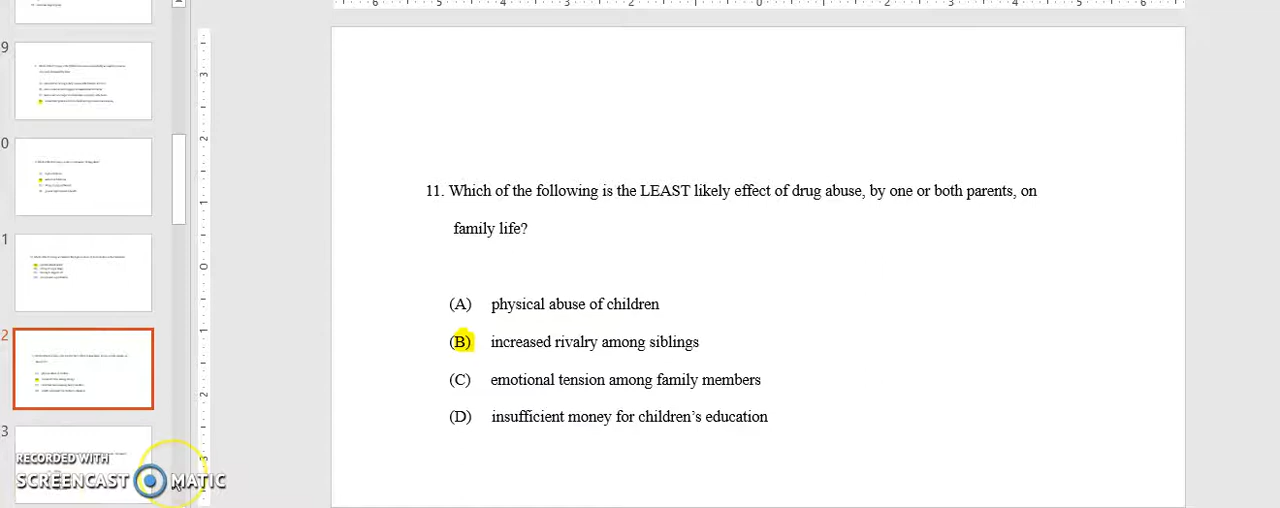 11. Which of the following is the LEAST likely effect of drug abuse, by one or both parents, on
family life?
(A) physical abuse of children
(B) increased rivalry among siblings
(C) emotional tension among family members
(D) insufficient money for children's education
RECORDED WITH
SCREENCAST MATIC